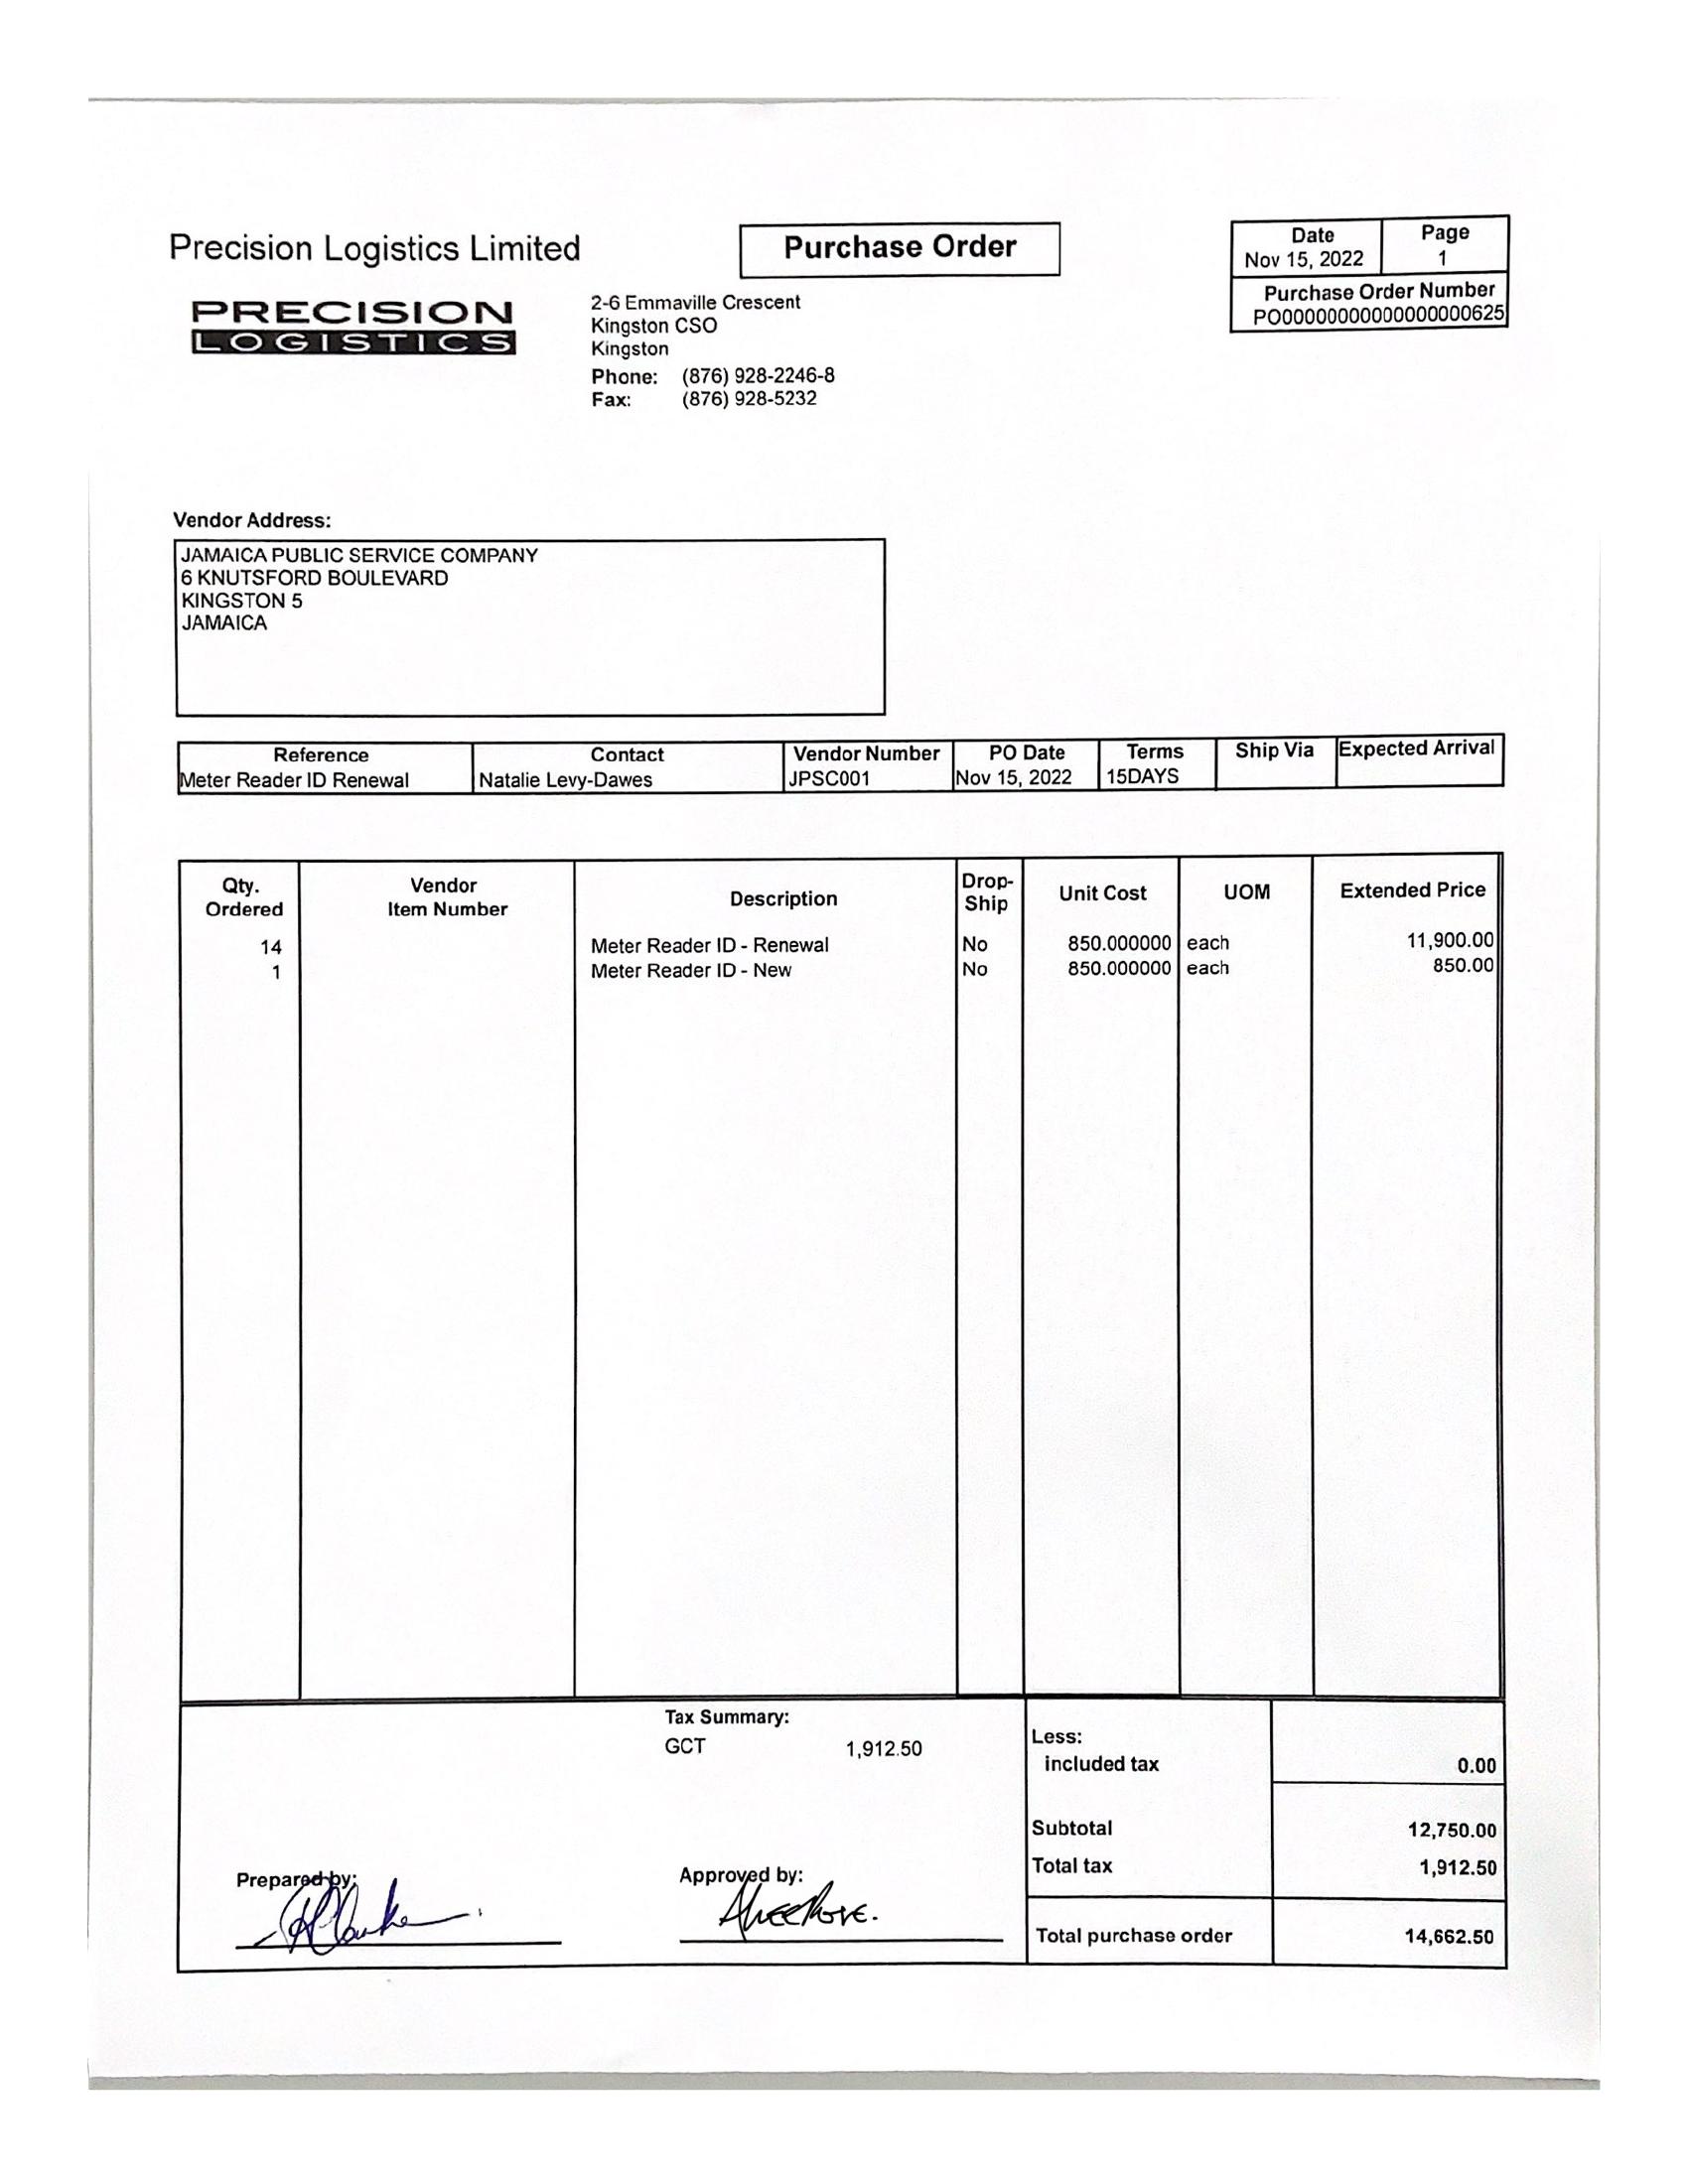 Precision Logistics Limited
Purchase Order
Date
Nov 15, 2022
Page
1
Purchase Order Number
PO00000000000000000625
PRECISION
LOGISTICS
2-6 Emmaville Crescent
Kingston CSO
Kingston
Phone: (876) 928-2246-8
Fax: (876) 928-5232
Vendor Address:
JAMAICA PUBLIC SERVICE COMPANY
6 KNUTSFORD BOULEVARD
KINGSTON 5
JAMAICA
Reference Contact Vendor Number PO Date Terms Ship Via Expected Arrival
Meter Reader ID Renewal Natalie Levy-Dawes JPSC001 Nov 15, 2022 15DAYS
Qty. Ordered Vendor Item Number Description Drop-Ship Unit Cost UOM Extended Price
14 Meter Reader ID - Renewal No 850.000000 each 11,900.00
1 Meter Reader ID - New No 850.000000 each 850.00
Tax Summary:
GCT 1,912.50
Less:
included tax 0.00
Subtotal 12,750.00
Total tax 1,912.50
Prepared by:
Approved by:
Total purchase order 14,662.50